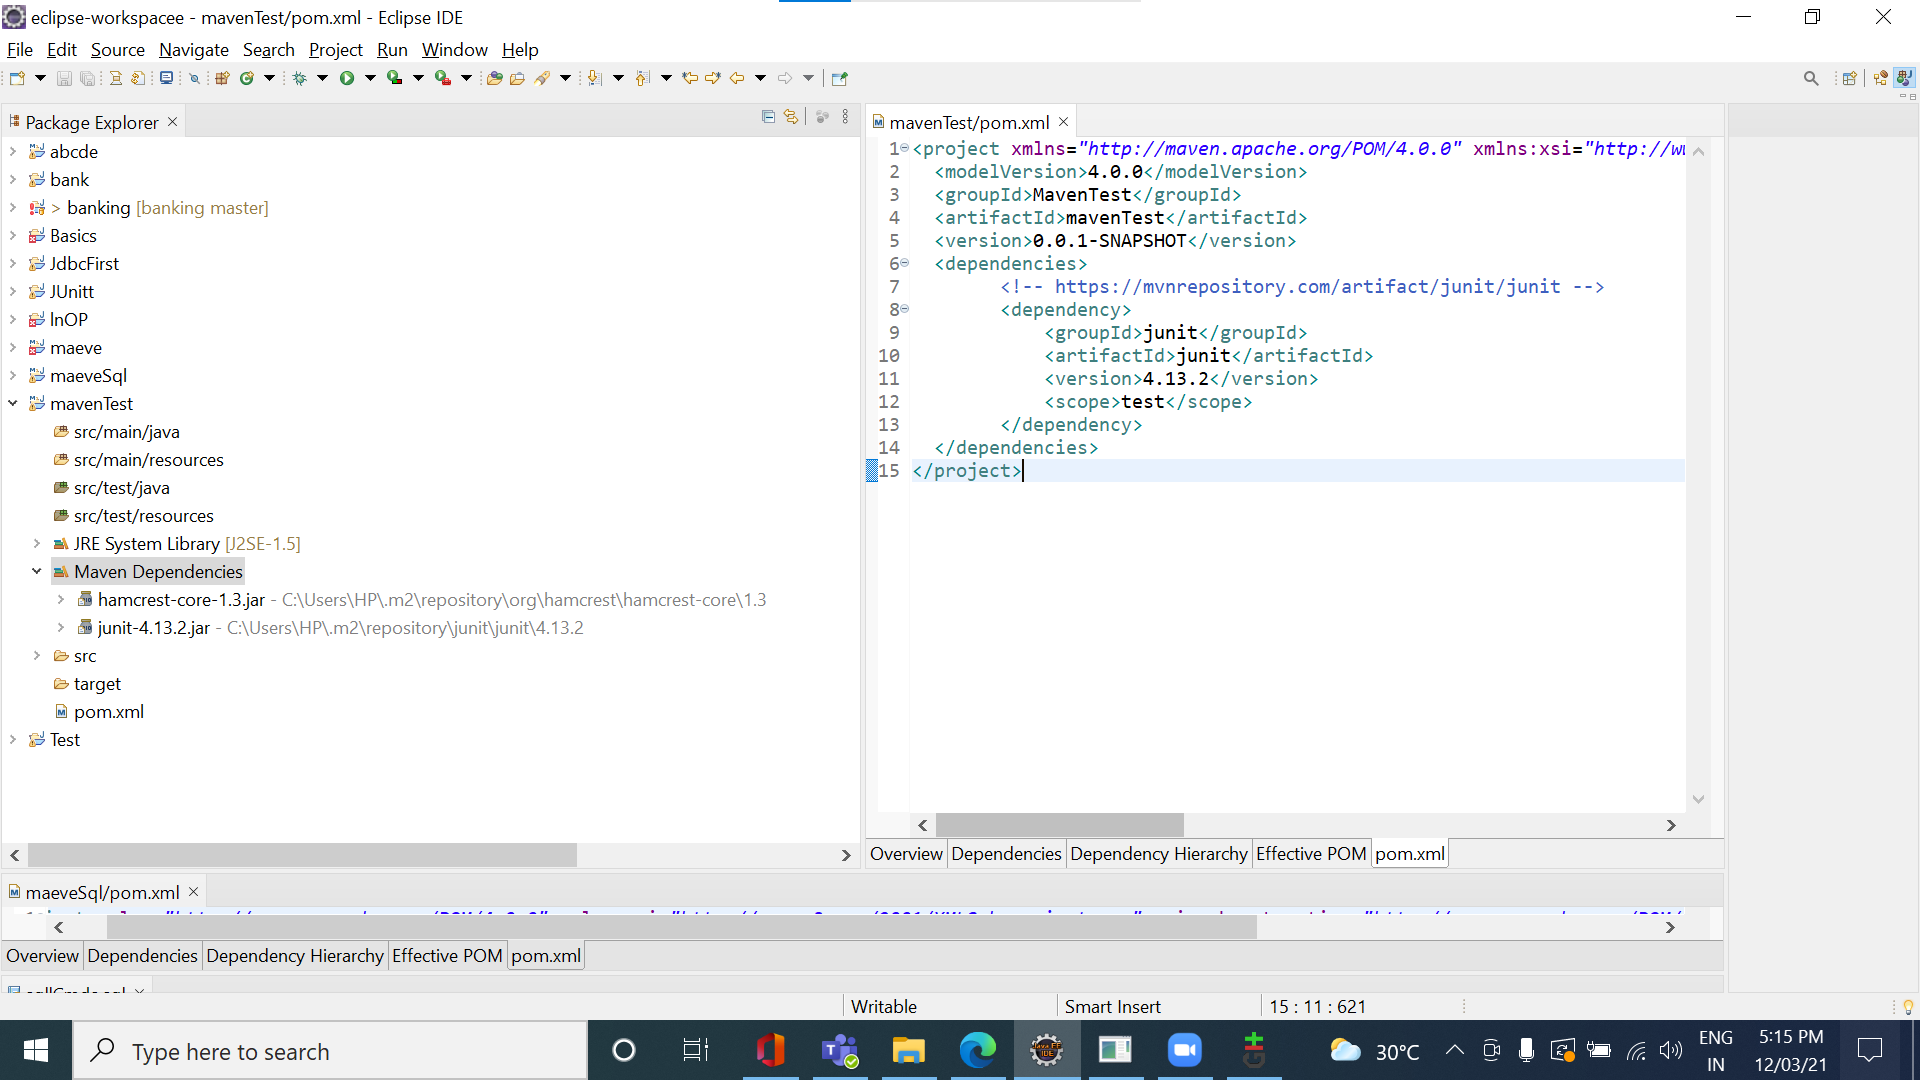 eclipse-workspacee - mavenTest/pom.xml - Eclipse IDE
File Edit Source Navigate Search Project Run Window Help
Package Explorer
abcde
bank
> banking [banking master]
Basics
JdbcFirst
JUnitt
lnOP
maeve
maeveSql
mavenTest
src/main/java
src/main/resources
src/test/java
src/test/resources
JRE System Library [J2SE-1.5]
Maven Dependencies
hamcrest-core-1.3.jar - C:\Users\HP\.m2\repository\org\hamcrest\hamcrest-core\1.3
junit-4.13.2.jar - C:\Users\HP\.m2\repository\junit\junit\4.13.2
src
target
pom.xml
Test
mavenTest/pom.xml
1 <project xmlns="http://maven.apache.org/POM/4.0.0" xmlns:xsi="http://w
2 <modelVersion>4.0.0</modelVersion>
3 <groupId>MavenTest</groupId>
4 <artifactId>mavenTest</artifactId>
5 <version>0.0.1-SNAPSHOT</version>
6 <dependencies>
7 <!-- https://mvnrepository.com/artifact/junit/junit -->
8 <dependency>
9 <groupId>junit</groupId>
10 <artifactId>junit</artifactId>
11 <version>4.13.2</version>
12 <scope>test</scope>
13 </dependency>
14 </dependencies>
15 </project>
Overview Dependencies Dependency Hierarchy Effective POM pom.xml
maeveSql/pom.xml
Overview Dependencies Dependency Hierarchy Effective POM pom.xml
Writable Smart Insert 15 : 11 : 621
Type here to search
30°C
ENG
IN
5:15 PM
12/03/21